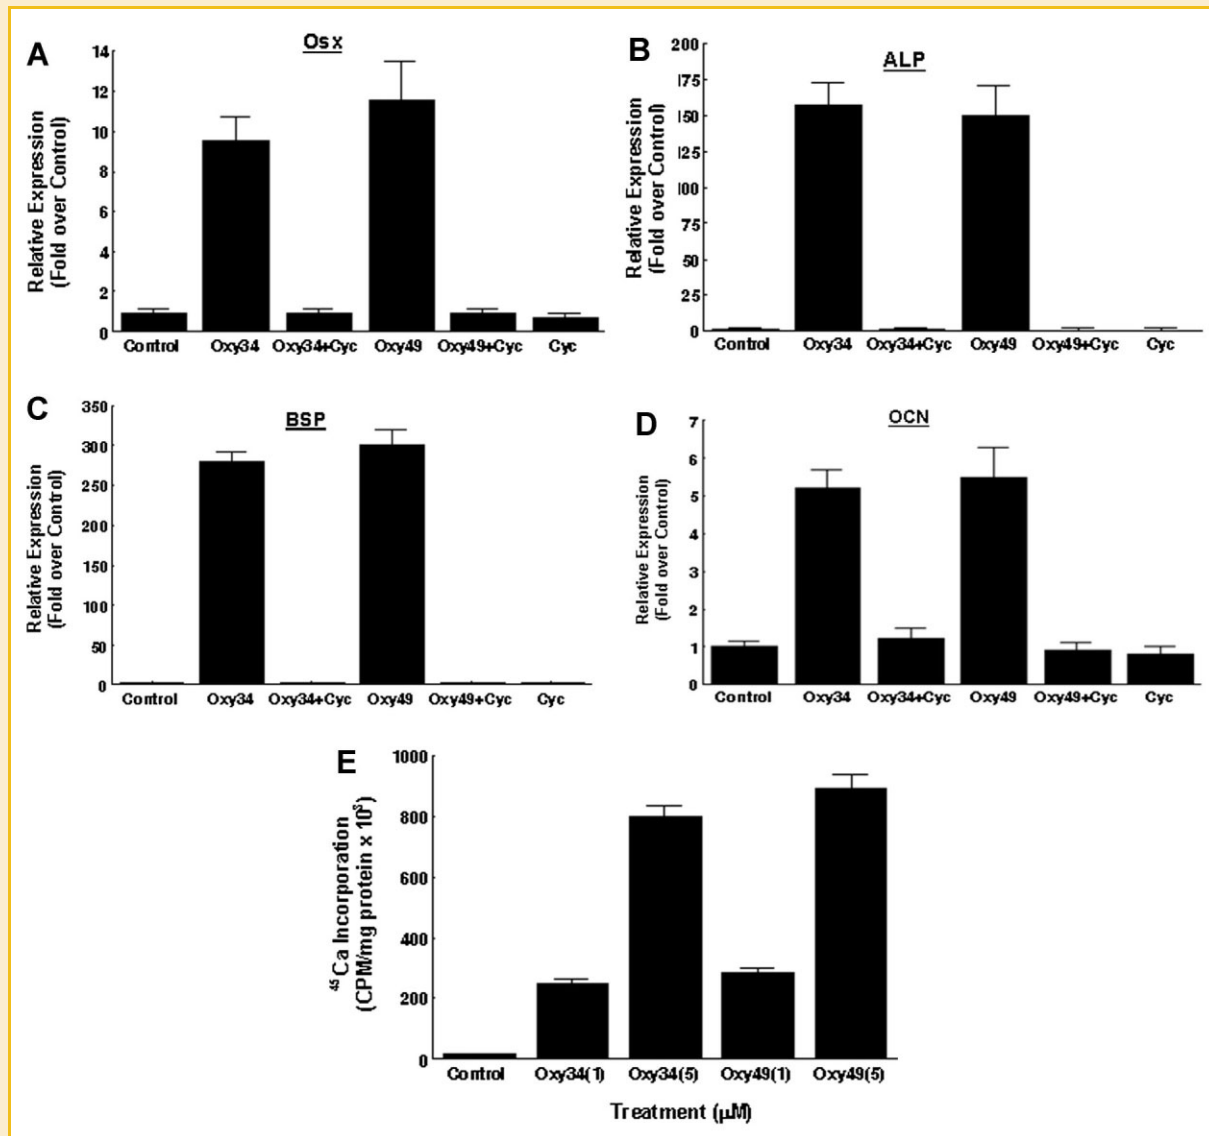 A
Osx
Relative Expression
(Fold over Control)
14
12
10
8
6
4
2
0
Control Oxy34 Oxy34+Cyc Oxy49 Oxy49+Cyc Cyc
B
ALP
Relative Expression
(Fold over Control)
200
175
150
125
100
75
50
25
0
Control Oxy34 Oxy34+Cyc Oxy49 Oxy49+Cyc Cyc
C
BSP
Relative Expression
(Fold over Control)
350
300
250
200
150
100
50
0
Control Oxy34 Oxy34+Cyc Oxy49 Oxy49+Cyc Cyc
D
OCN
Relative Expression
(Fold over Control)
7
6
5
4
3
2
1
0
Control Oxy34 Oxy34+Cyc Oxy49 Oxy49+Cyc Cyc
E
⁴⁵Ca Incorporation
(CPM/mg protein x 10³)
1000
800
600
400
200
0
Control Oxy34(1) Oxy34(5) Oxy49(1) Oxy49(5)
Treatment (μM)